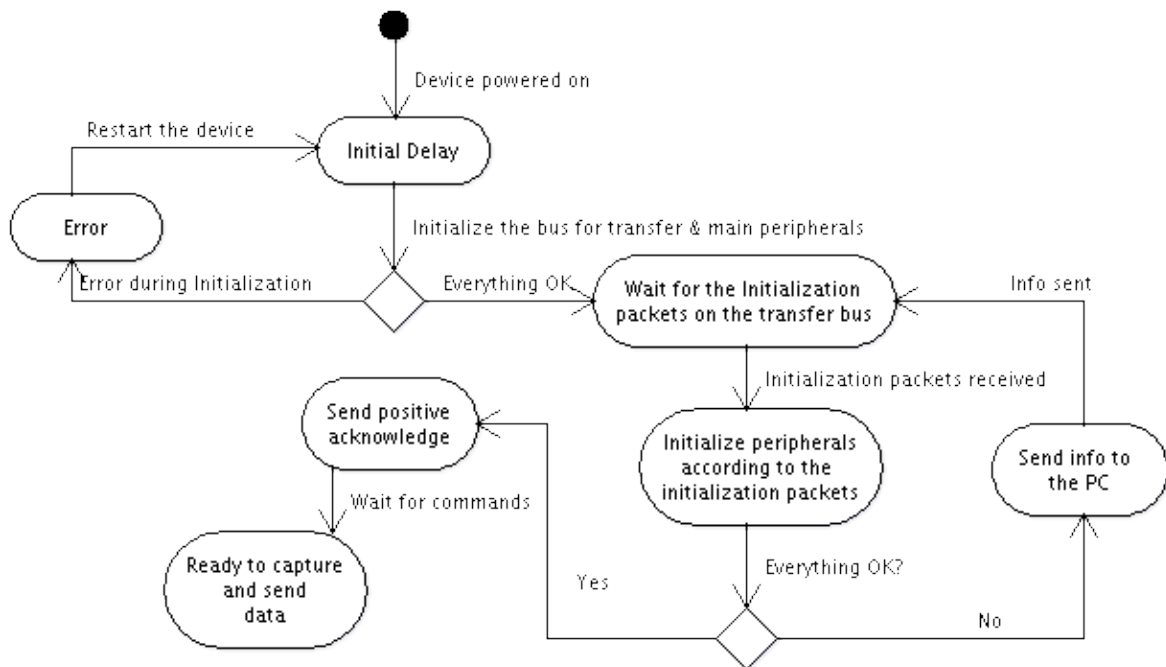 Device powered on
Restart the device
Initial Delay
Error
Initialize the bus for transfer & main peripherals
Error during Initialization
Everything OK
Wait for the Initialization
packets on the transfer bus
Info sent
Initialization packets received
Send positive
acknowledge
Initialize peripherals
according to the
initialization packets
Send info to
the PC
Wait for commands
Ready to capture
and send
data
Everything OK?
Yes
No